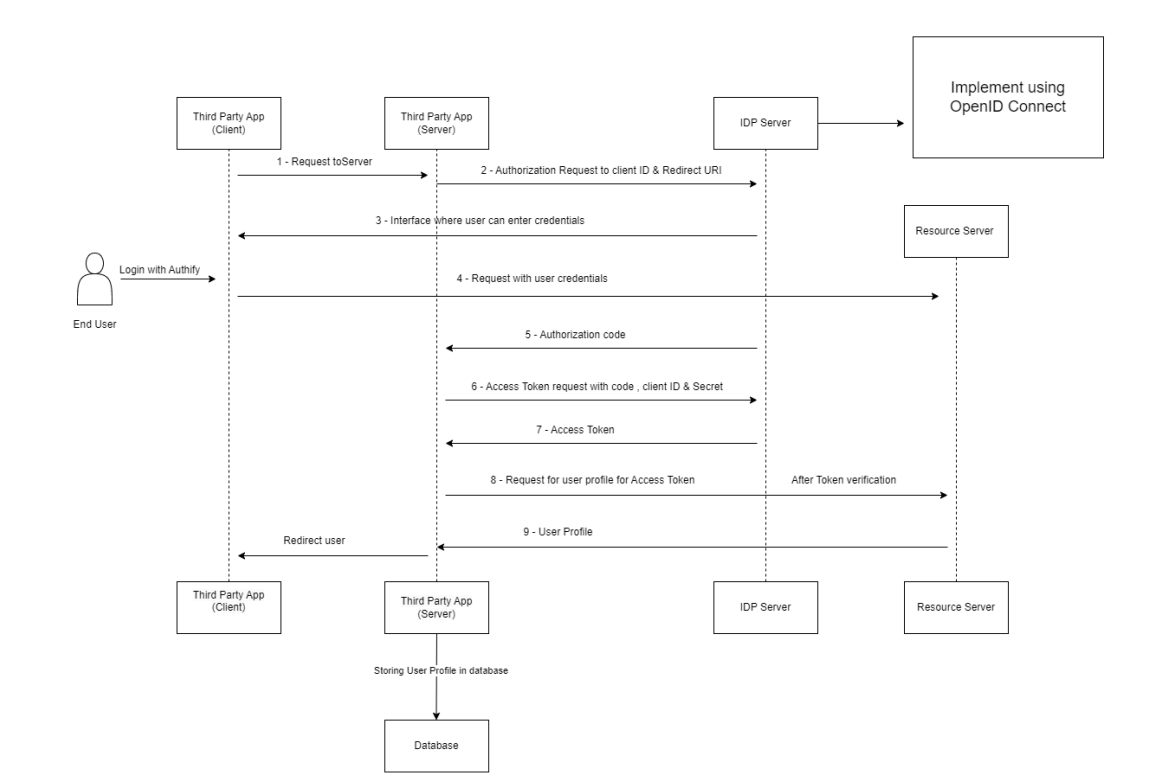 Implement using
OpenID Connect
Third Party App
(Client)
Third Party App
(Server)
IDP Server
1 - Request toServer
2 - Authorization Request to client ID & Redirect URI
3 - Interface where user can enter credentials
Resource Server
Login with Authify
End User
4 - Request with user credentials
5 - Authorization code
6 - Access Token request with code , client ID & Secret
7 - Access Token
8 - Request for user profile for Access Token
After Token verification
9 - User Profile
Redirect user
Third Party App
(Client)
Third Party App
(Server)
IDP Server
Resource Server
Storing User Profile in database
Database